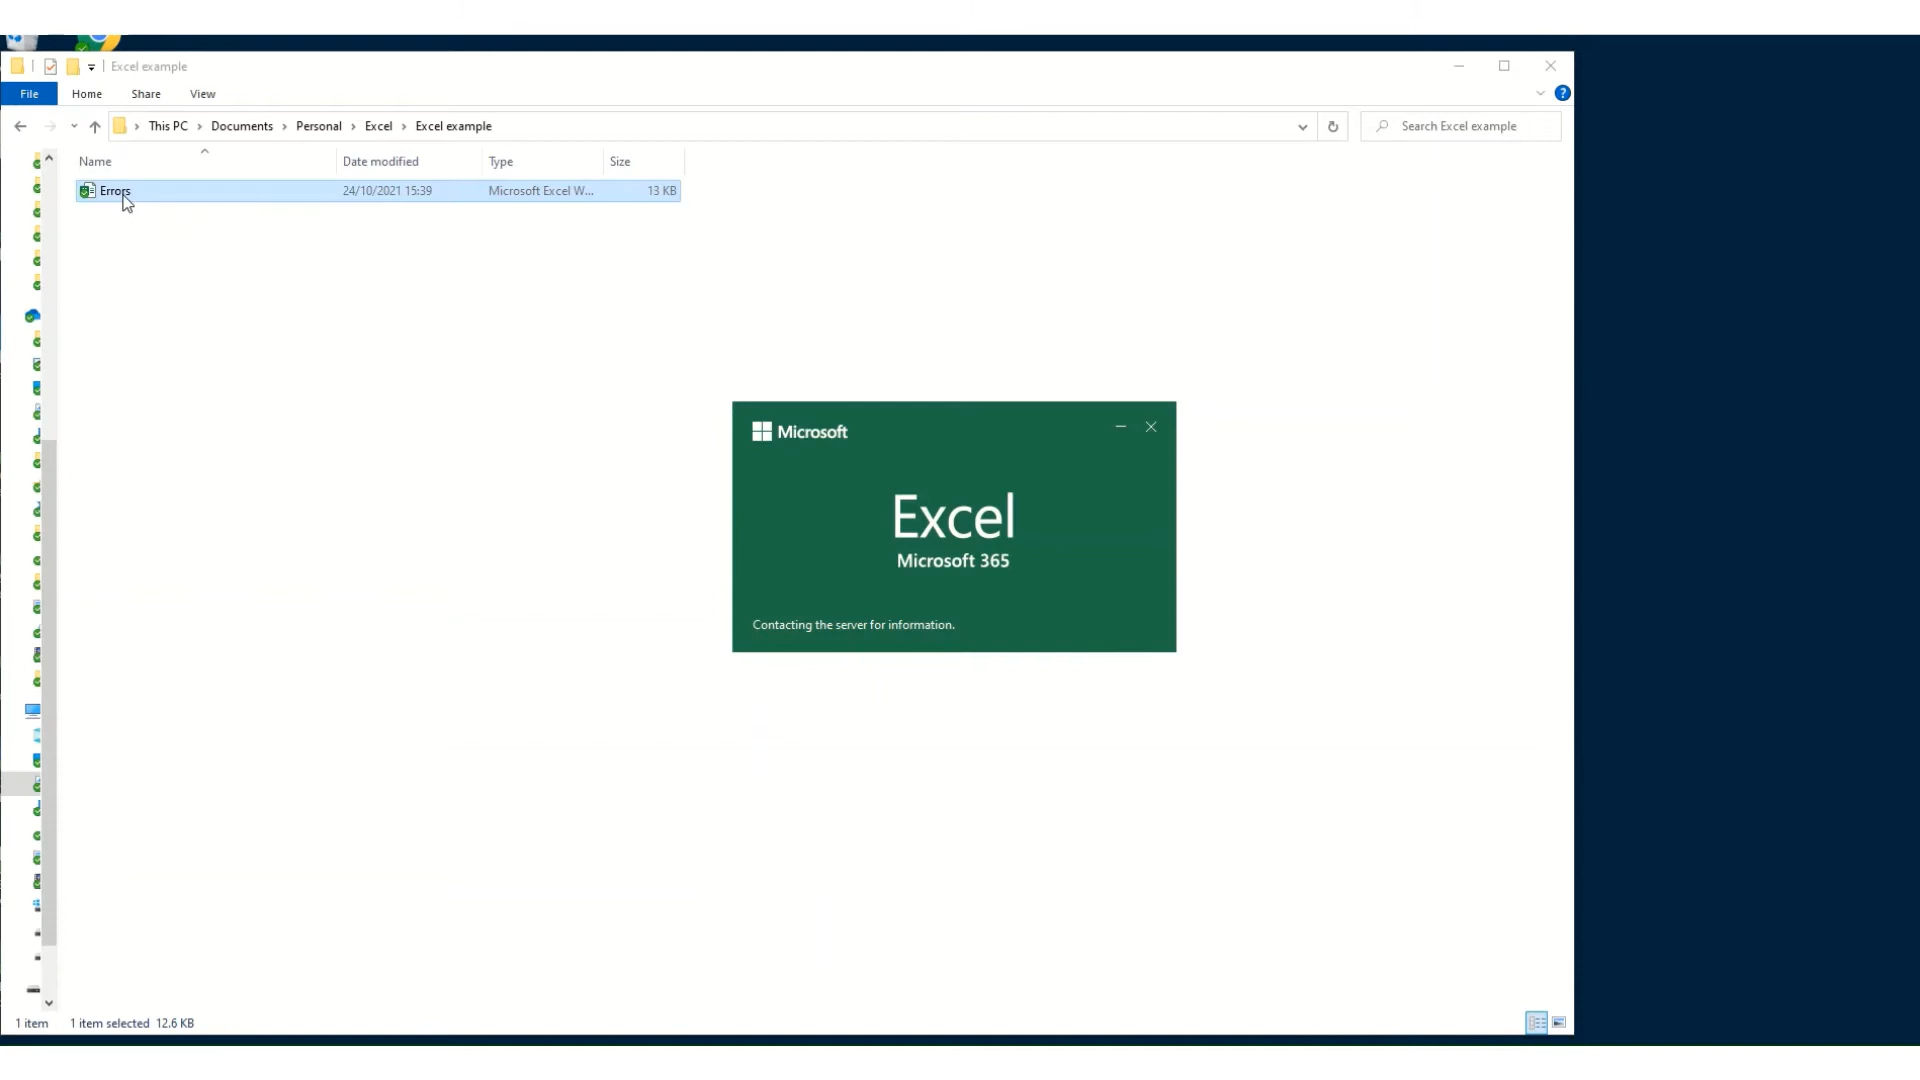 Excel example
File Home Share View
This PC Documents Personal Excel Excel example
Search Excel example
Name Date modified Type Size
Errors 24/10/2021 15:39 Microsoft Excel W... 13 KB
Microsoft
Excel
Microsoft 365
Contacting the server for information.
1 item 1 item selected 12.6 KB